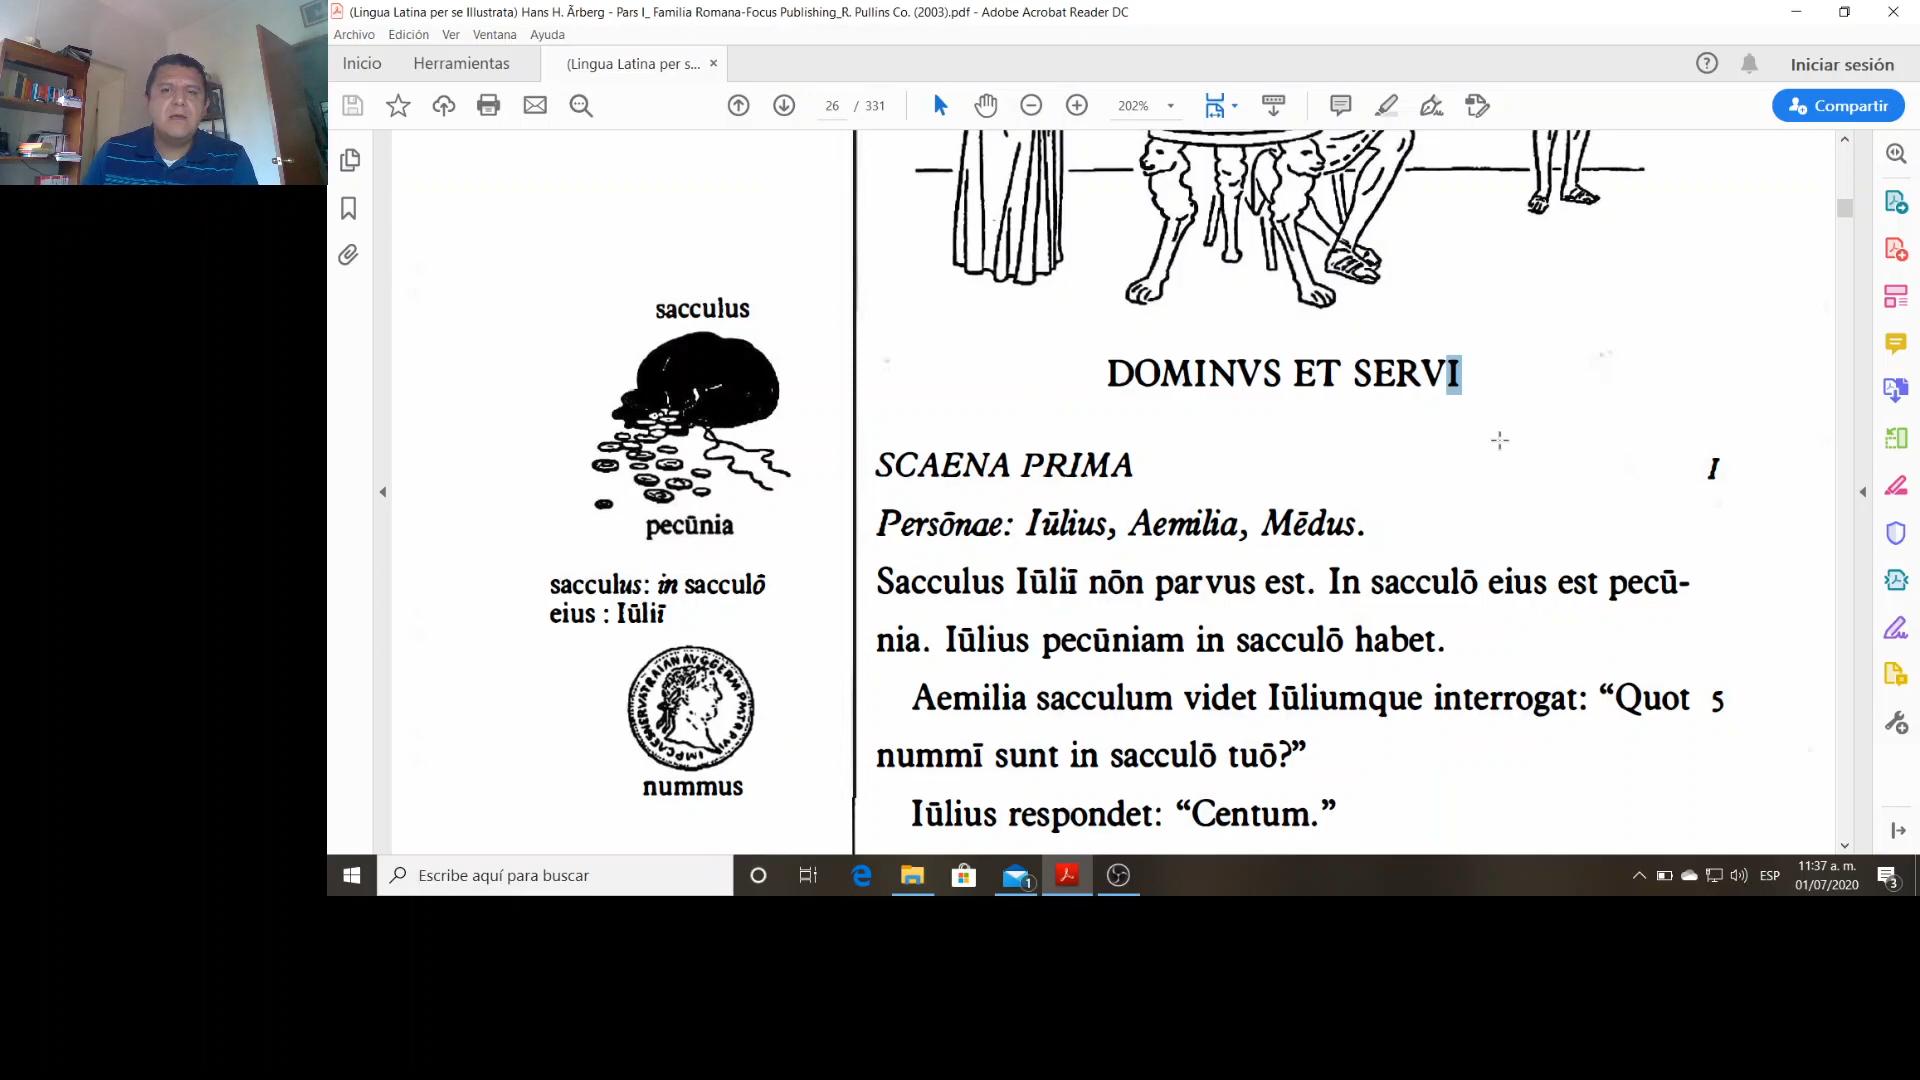 (Lingua Latina per se Illustrata) Hans H. Ãrberg - Pars I_ Familia Romana-Focus Publishing_R. Pullins Co. (2003).pdf - Adobe Acrobat Reader DC
Archivo Edición Ver Ventana Ayuda
Inicio Herramientas (Lingua Latina per s... × Iniciar sesión
26 / 331 202% Compartir
sacculus
pecūnia
sacculus: in sacculō
eius : Iūliī
IMPCAESNERVATRAIANAVGGERMPMTRPVI
nummus
DOMINVS ET SERVI
SCAENA PRIMA I
Persōnae: Iūlius, Aemilia, Mēdus.
Sacculus Iūliī nōn parvus est. In sacculō eius est pecū-
nia. Iūlius pecūniam in sacculō habet.
Aemilia sacculum videt Iūliumque interrogat: “Quot 5
nummī sunt in sacculō tuō?”
Iūlius respondet: “Centum.”
Escribe aquí para buscar
1
ESP
11:37 a. m.
01/07/2020
3